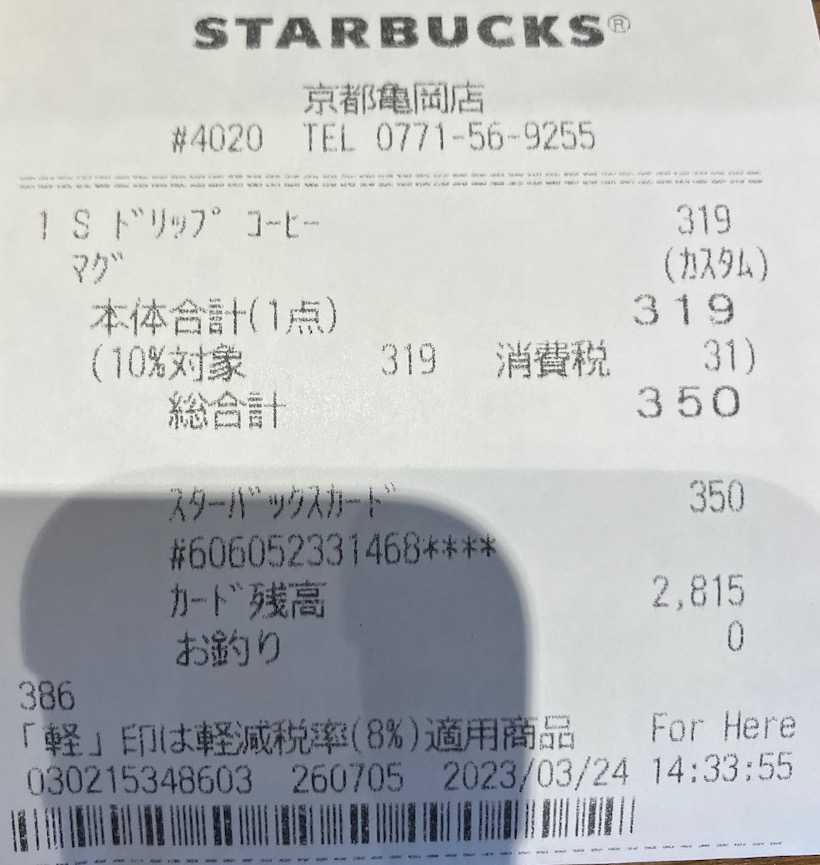 STARBUCKS®
京都亀岡店
#4020 TEL 0771-56-9255
1 S ﾄﾞﾘｯﾌﾟ ｺｰﾋｰ 319
ﾏｸﾞ (ｶｽﾀﾑ)
本体合計(1点) 319
(10%対象 319 消費税 31)
総合計 350
ｽﾀｰﾊﾞｯｸｽｶｰﾄﾞ 350
#606052331468****
ｶｰﾄﾞ残高 2,815
お釣り 0
386
「軽」印は軽減税率(8%)適用商品 For Here
030215348603 260705 2023/03/24 14:33:55